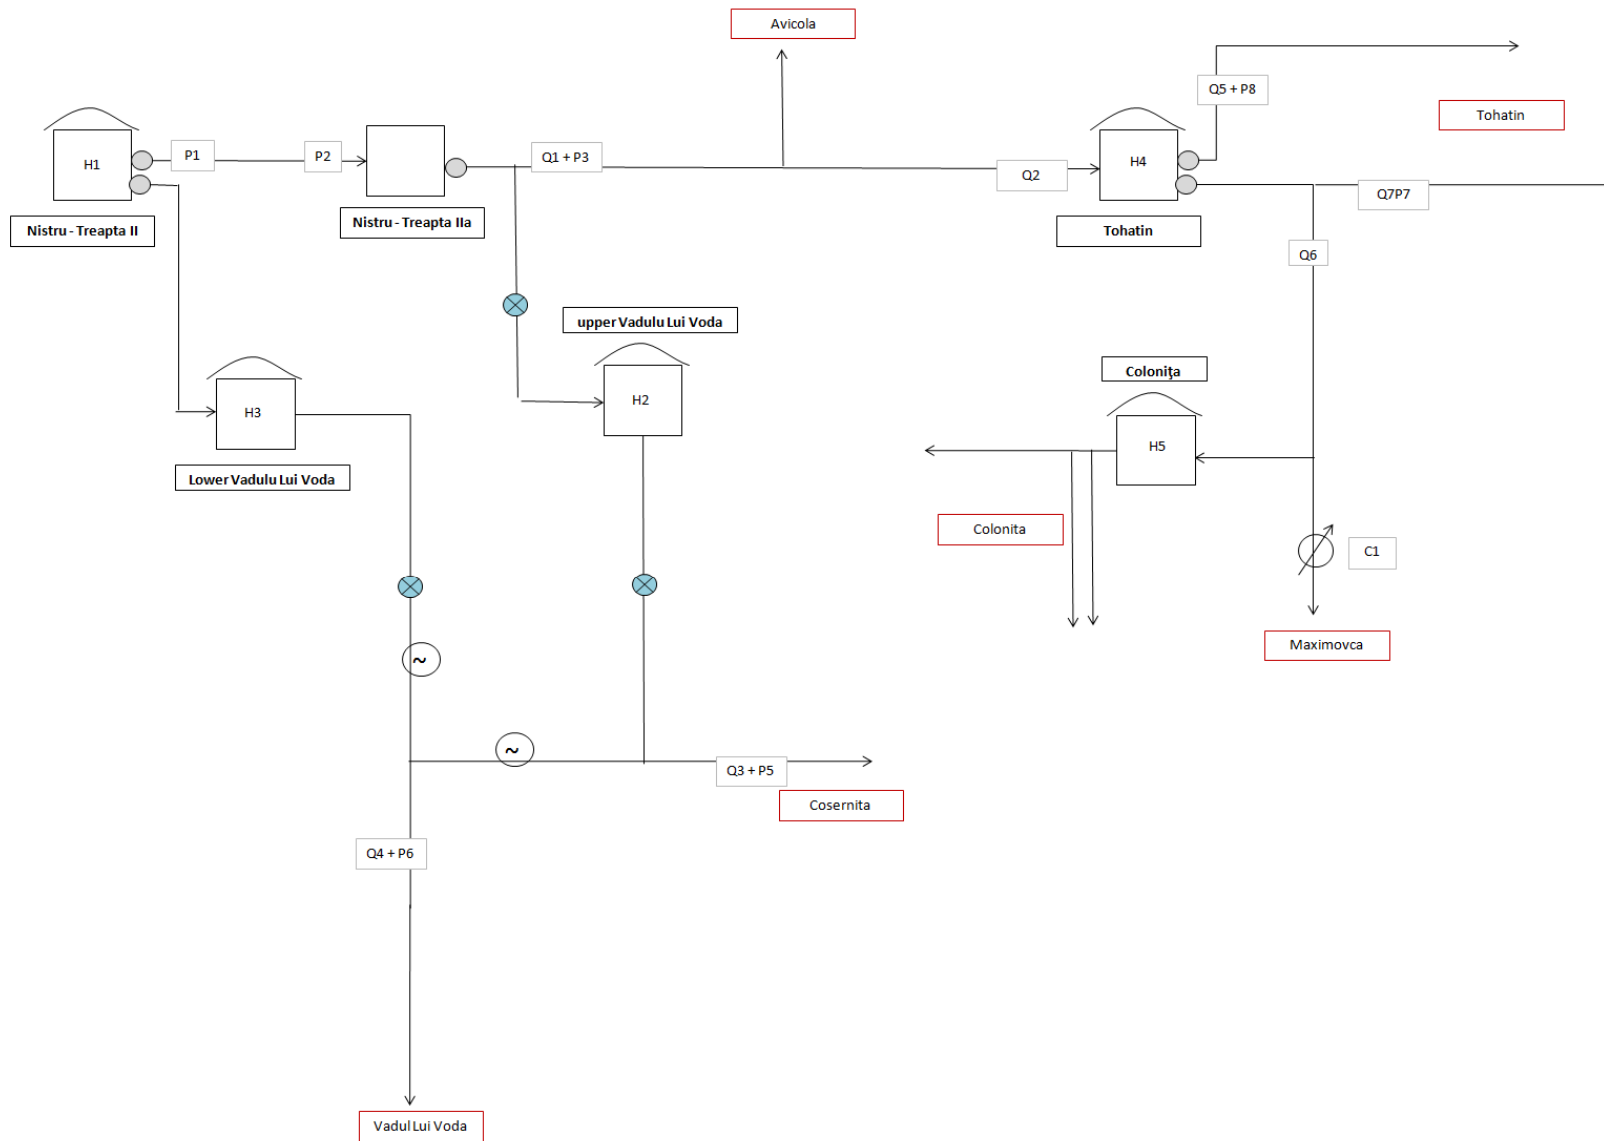 Avicola
Q5 + P8
Tohatin
H1
P1
P2
Q1 + P3
Q2
H4
Q7P7
Nistru - Treapta II
Nistru - Treapta IIa
Tohatin
Q6
upper Vadulu Lui Voda
Coloniţa
H3
H2
H5
Lower Vadulu Lui Voda
Colonita
C1
Maximovca
~
~
Q3 + P5
Cosernita
Q4 + P6
Vadul Lui Voda